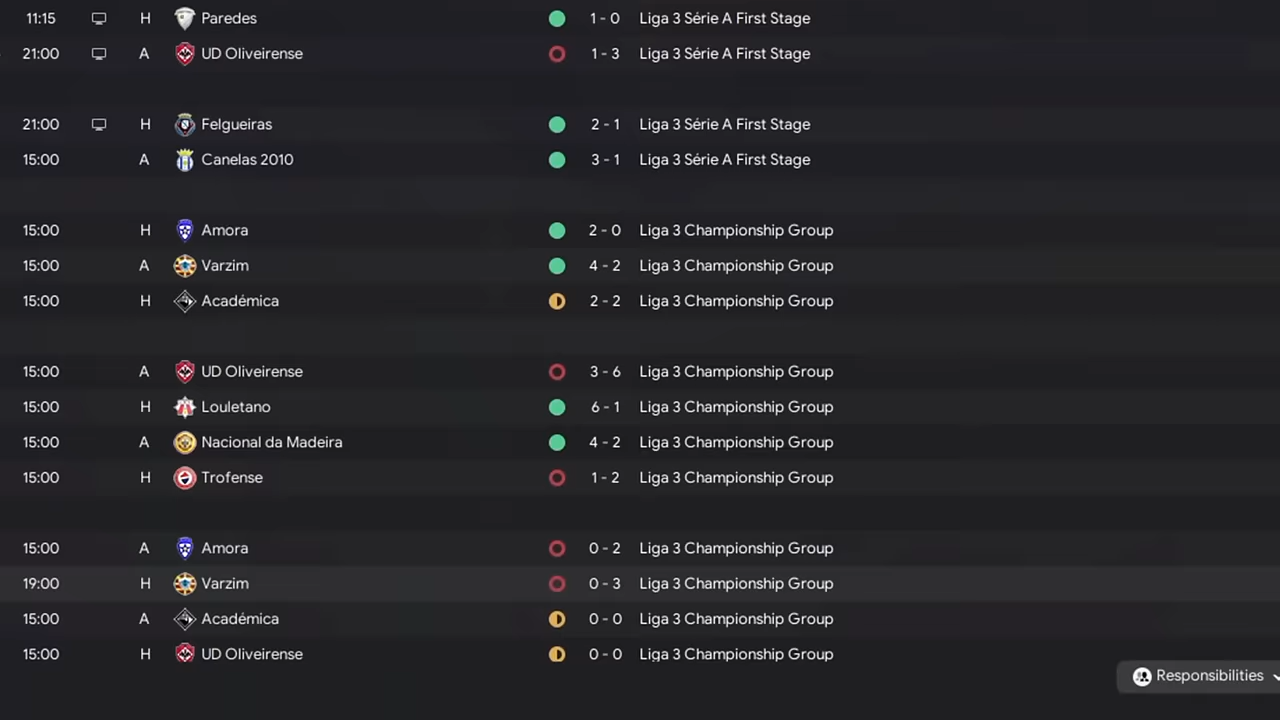 11:15 H Paredes 1 - 0 Liga 3 Série A First Stage
21:00 A UD Oliveirense 1 - 3 Liga 3 Série A First Stage
21:00 H Felgueiras 2 - 1 Liga 3 Série A First Stage
15:00 A Canelas 2010 3 - 1 Liga 3 Série A First Stage
15:00 H Amora 2 - 0 Liga 3 Championship Group
15:00 A Varzim 4 - 2 Liga 3 Championship Group
15:00 H Académica 2 - 2 Liga 3 Championship Group
15:00 A UD Oliveirense 3 - 6 Liga 3 Championship Group
15:00 H Louletano 6 - 1 Liga 3 Championship Group
15:00 A Nacional da Madeira 4 - 2 Liga 3 Championship Group
15:00 H Trofense 1 - 2 Liga 3 Championship Group
15:00 A Amora 0 - 2 Liga 3 Championship Group
19:00 H Varzim 0 - 3 Liga 3 Championship Group
15:00 A Académica 0 - 0 Liga 3 Championship Group
15:00 H UD Oliveirense 0 - 0 Liga 3 Championship Group
Responsibilities